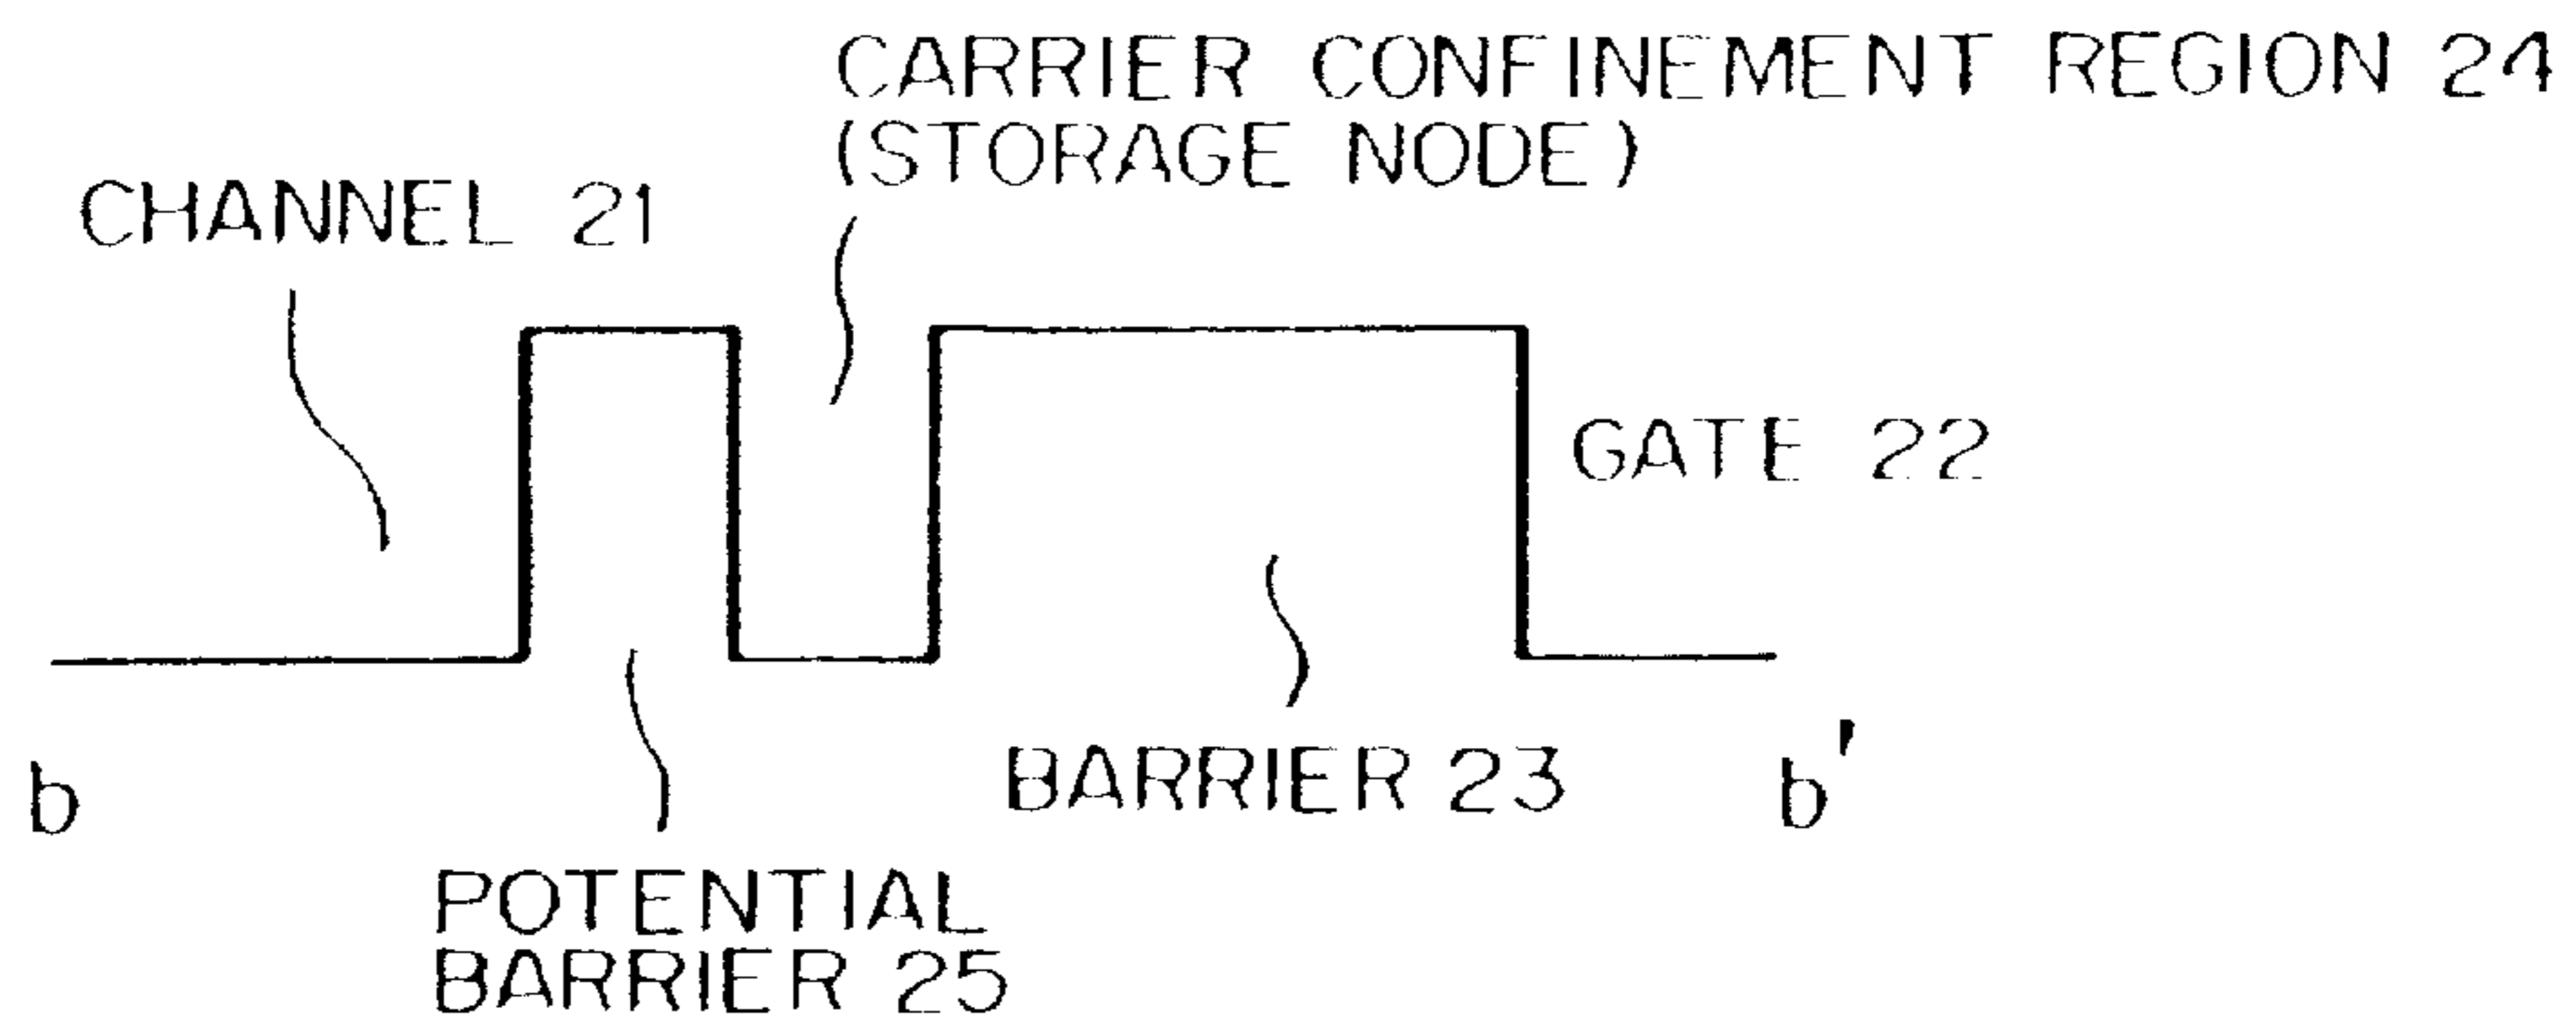 CARRIER CONFINEMENT REGION 24
(STORAGE NODE)
CHANNEL 21
GATE 22
BARRIER 23
b
b'
POTENTIAL
BARRIER 25